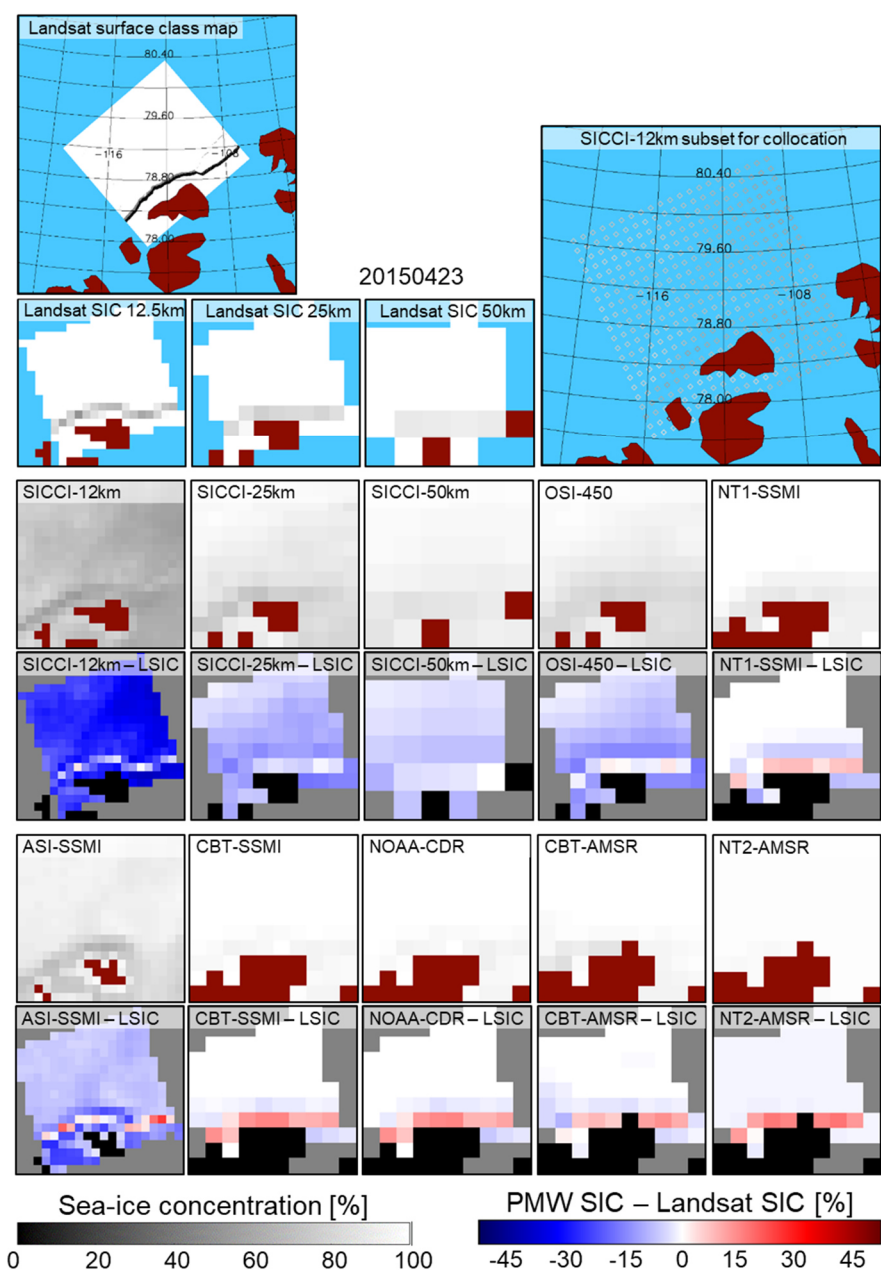 Landsat surface class map
80.40
79.60
−116
−108
78.80
78.00
SICCI-12km subset for collocation
80.40
79.60
−116
−108
78.80
78.00
20150423
Landsat SIC 12.5km
Landsat SIC 25km
Landsat SIC 50km
SICCI-12km
SICCI-25km
SICCI-50km
OSI-450
NT1-SSMI
SICCI-12km – LSIC
SICCI-25km – LSIC
SICCI-50km – LSIC
OSI-450 – LSIC
NT1-SSMI – LSIC
ASI-SSMI
CBT-SSMI
NOAA-CDR
CBT-AMSR
NT2-AMSR
ASI-SSMI – LSIC
CBT-SSMI – LSIC
NOAA-CDR – LSIC
CBT-AMSR – LSIC
NT2-AMSR – LSIC
Sea-ice concentration [%]
0 20 40 60 80 100
PMW SIC – Landsat SIC [%]
-45 -30 -15 0 15 30 45